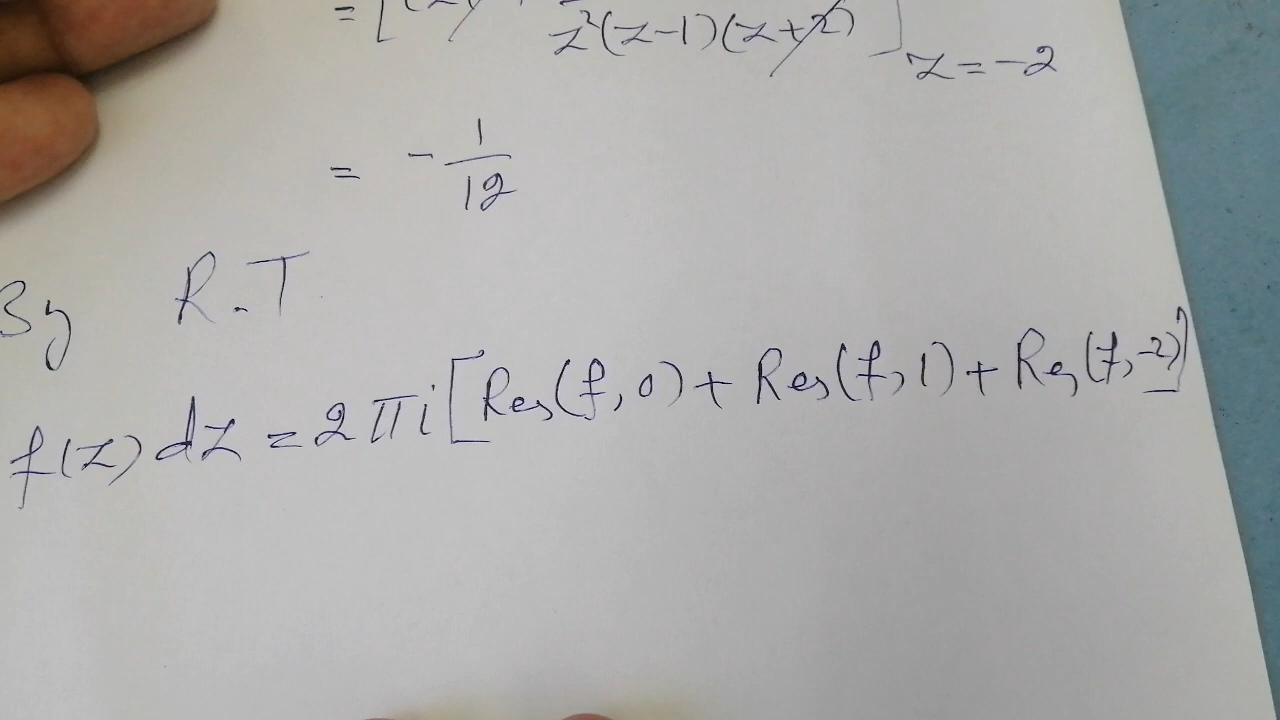 = [ z²(z-1)(z+2) ] z=-2
= - 1/12
By R.T
f(z)dz = 2πi[Res(f,0) + Res(f,1) + Res(f,-2)]